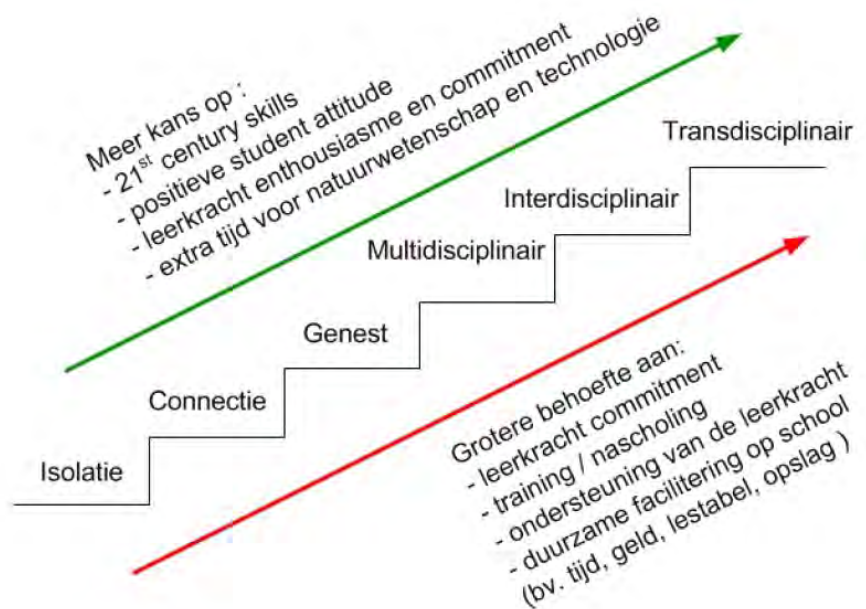 Meer kans op :
- 21st century skills
- positieve student attitude
- leerkracht enthousiasme en commitment
- extra tijd voor natuurwetenschap en technologie
Transdisciplinair
Interdisciplinair
Multidisciplinair
Genest
Connectie
Isolatie
Grotere behoefte aan:
- leerkracht commitment
- training / nascholing
- ondersteuning van de leerkracht
- duurzame facilitering op school
(bv. tijd, geld, lestabel, opslag )